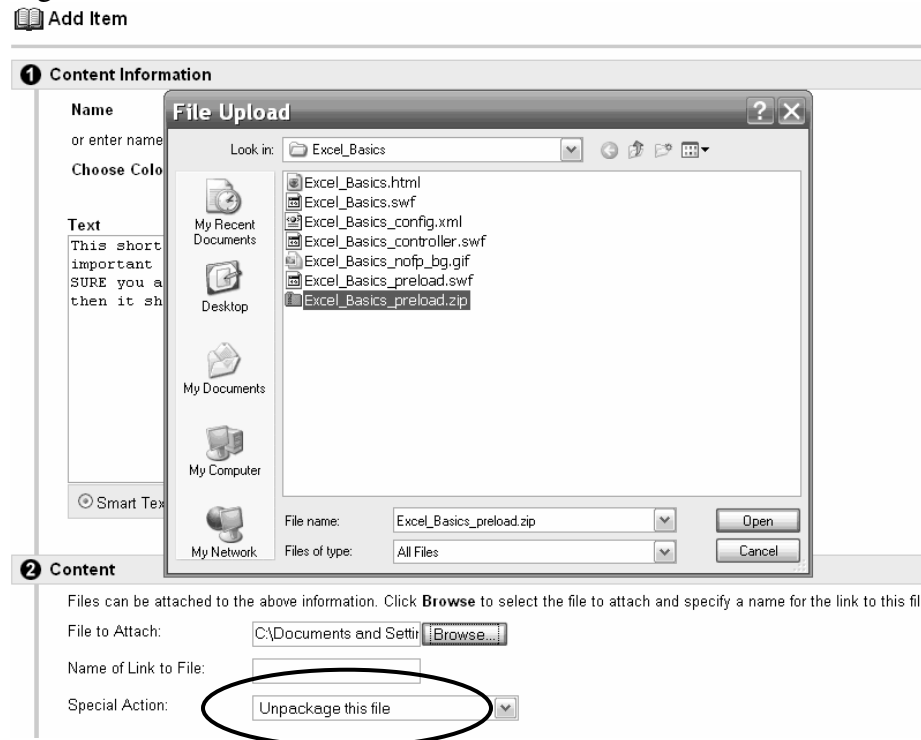 Add Item
1 Content Information
Name
or enter name
Choose Colo
Text
This short
important
SURE you a
then it sh
Smart Tex
File Upload
Look in: Excel_Basics
My Recent Documents
Desktop
My Documents
My Computer
My Network
Excel_Basics.html
Excel_Basics.swf
Excel_Basics_config.xml
Excel_Basics_controller.swf
Excel_Basics_nofp_bg.gif
Excel_Basics_preload.swf
Excel_Basics_preload.zip
File name: Excel_Basics_preload.zip Open
Files of type: All Files Cancel
2 Content
Files can be attached to the above information. Click Browse to select the file to attach and specify a name for the link to this fil
File to Attach: C:\Documents and Settir Browse...
Name of Link to File:
Special Action: Unpackage this file